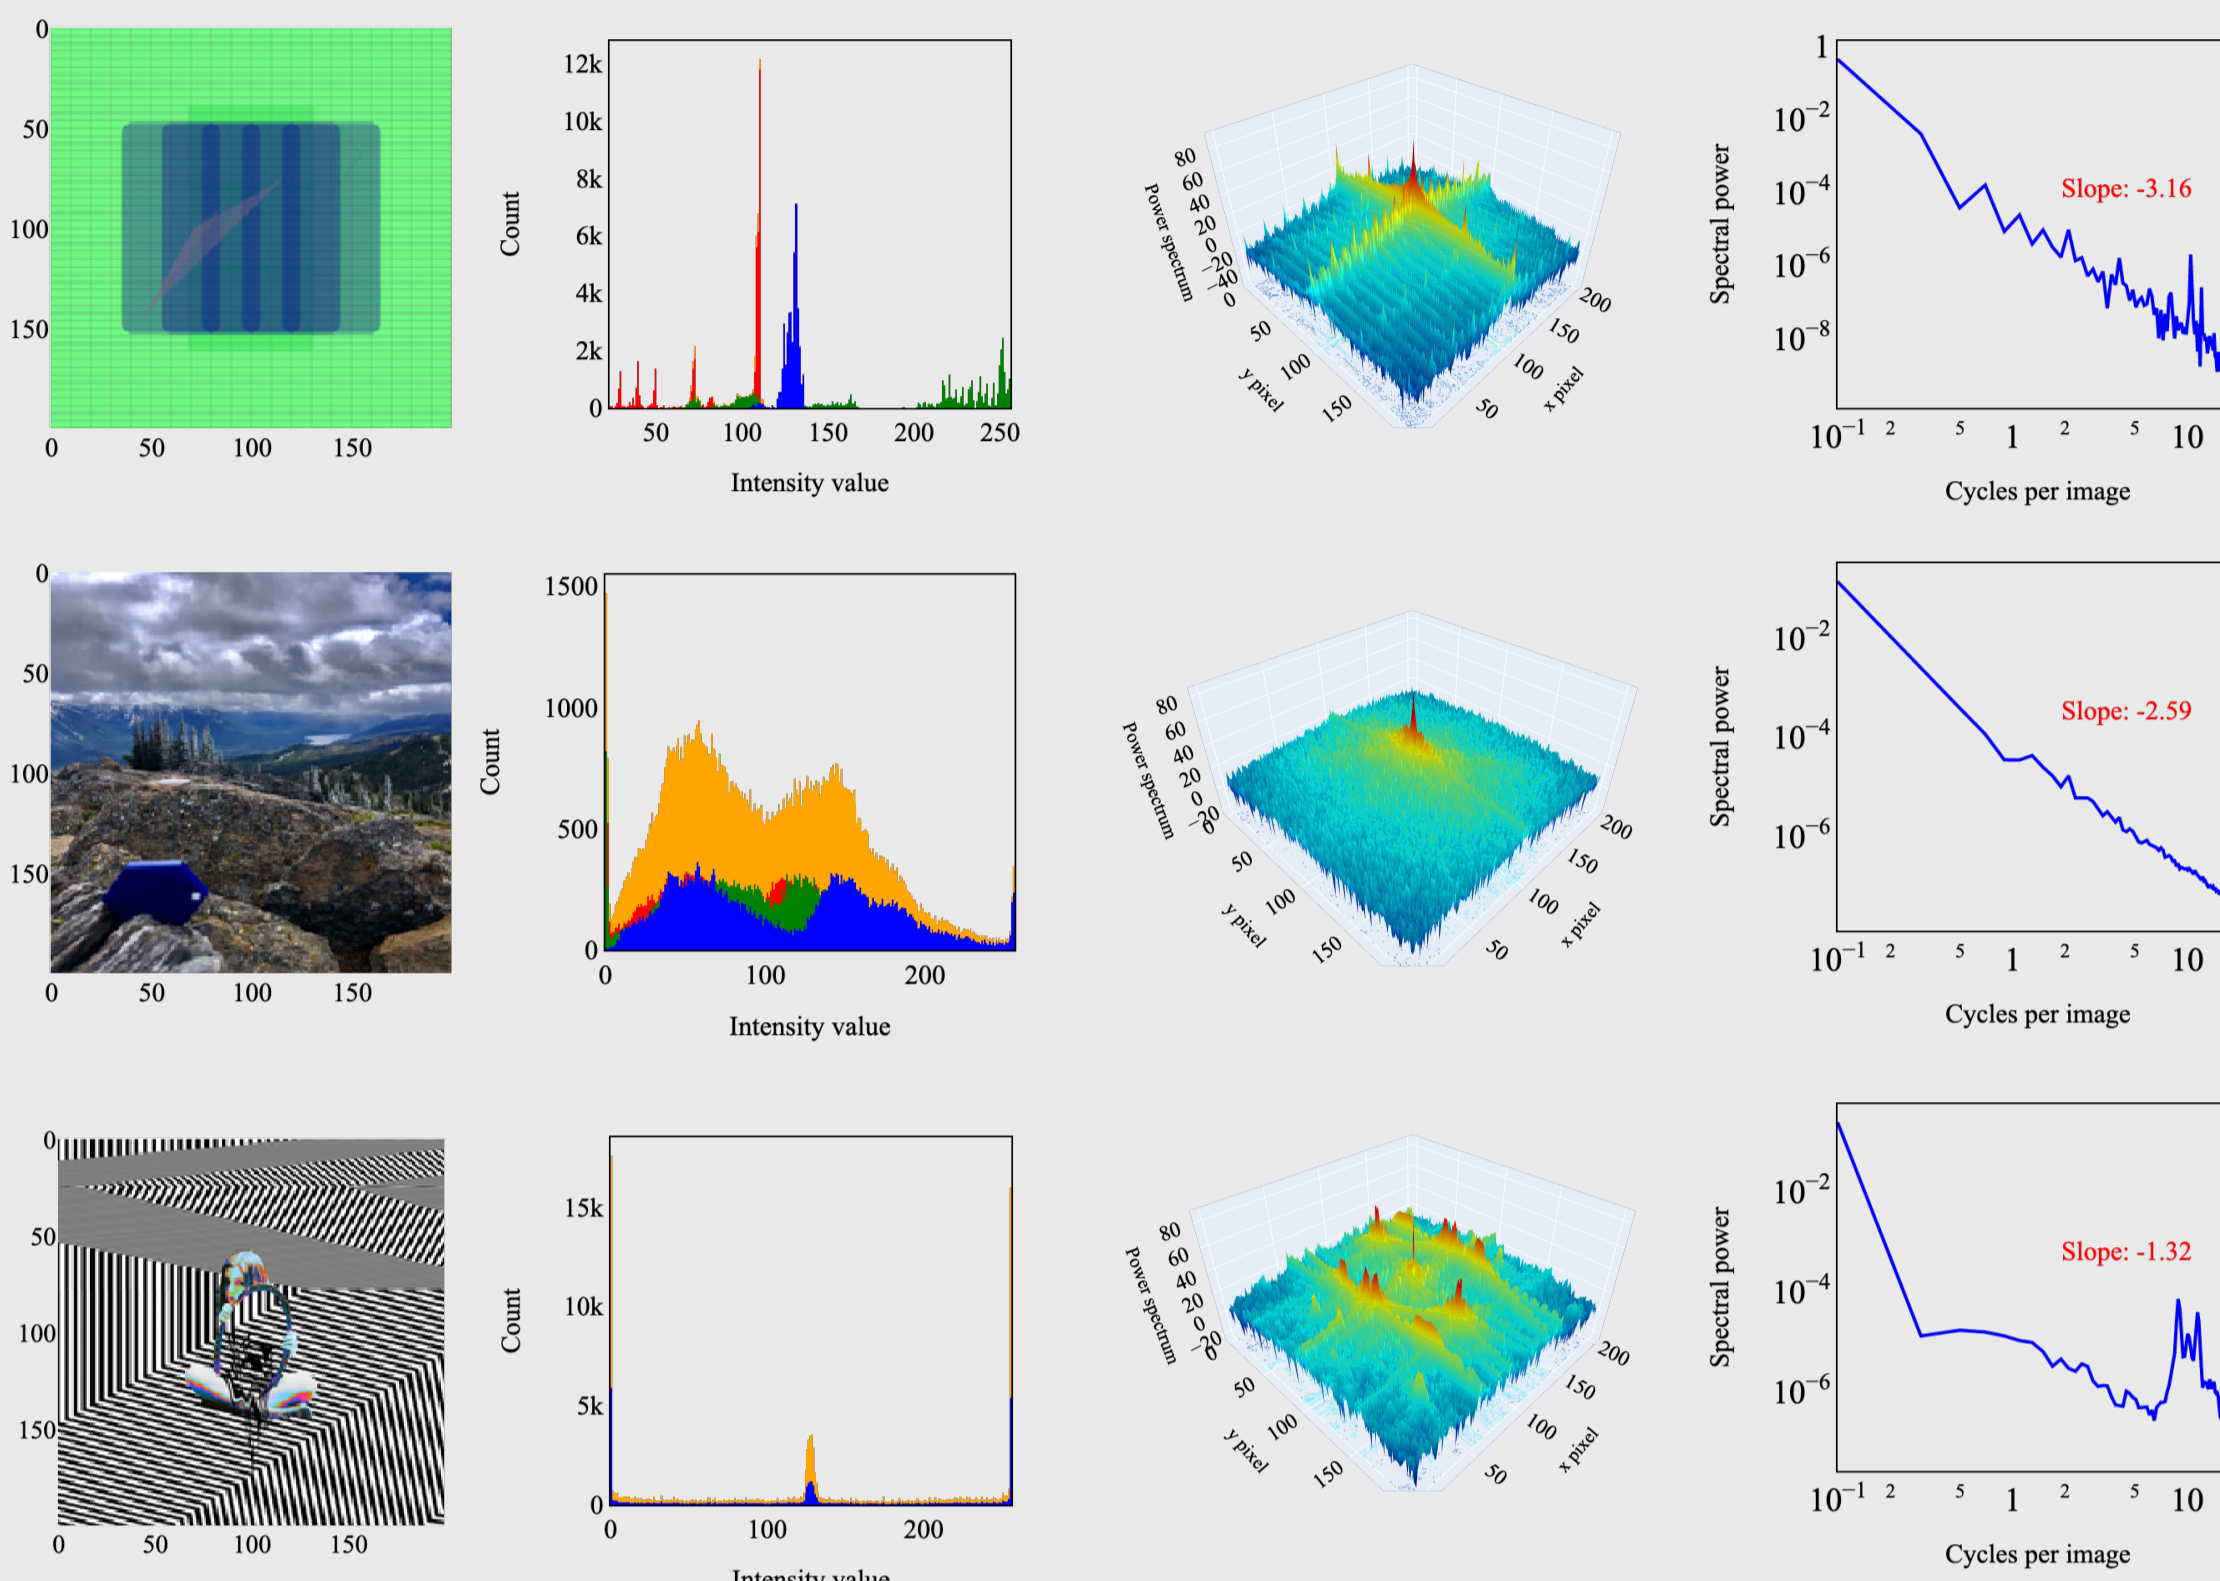 0
50
100
150
0 50 100 150
Count
12k
10k
8k
6k
4k
2k
0
50 100 150 200 250
Intensity value
Power spectrum
80
60
40
20
0
−20
−40
0
50
100
150
y pixel
200
150
100
50
x pixel
Spectral power
1
10−2
10−4
10−6
10−8
Slope: -3.16
10−1 2 5 1 2 5 10
Cycles per image
0
50
100
150
0 50 100 150
Count
1500
1000
500
0
0 100 200
Intensity value
Power spectrum
80
60
40
20
0
−20
0
50
100
150
y pixel
200
150
100
50
x pixel
Spectral power
10−2
10−4
10−6
Slope: -2.59
10−1 2 5 1 2 5 10
Cycles per image
0
50
100
150
0 50 100 150
Count
15k
10k
5k
0
0 100 200
Intensity value
Power spectrum
80
60
40
20
0
−20
0
50
100
150
y pixel
200
150
100
50
x pixel
Spectral power
10−2
10−4
10−6
Slope: -1.32
10−1 2 5 1 2 5 10
Cycles per image